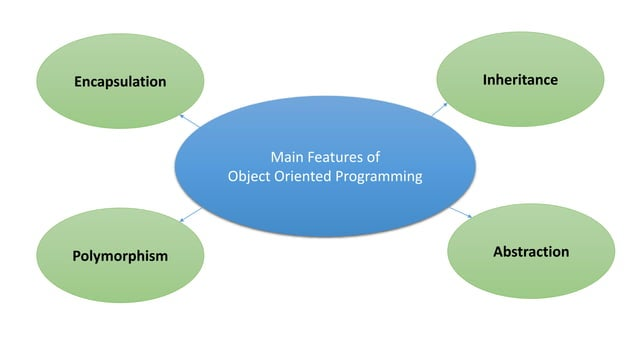 Encapsulation
Inheritance
Main Features of
Object Oriented Programming
Polymorphism
Abstraction